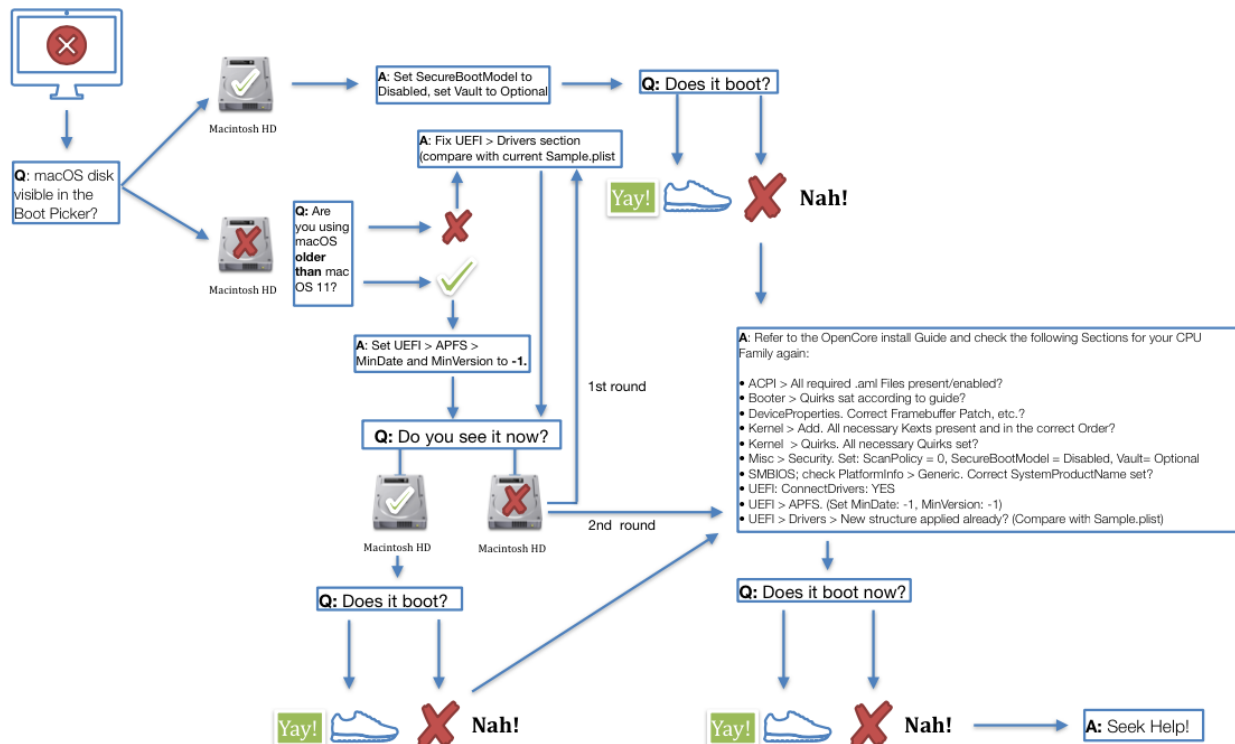 Macintosh HD
A: Set SecureBootModel to
Disabled, set Vault to Optional
Q: Does it boot?
A: Fix UEFI > Drivers section
(compare with current Sample.plist
Q: macOS disk
visible in the
Boot Picker?
Yay!
Nah!
Q: Are
you using
macOS
older
than mac
OS 11?
Macintosh HD
A: Set UEFI > APFS >
MinDate and MinVersion to -1.
1st round
A: Refer to the OpenCore install Guide and check the following Sections for your CPU
Family again:
• ACPI > All required .aml Files present/enabled?
• Booter > Quirks sat according to guide?
• DeviceProperties. Correct Framebuffer Patch, etc.?
• Kernel > Add. All necessary Kexts present and in the correct Order?
• Kernel > Quirks. All necessary Quirks set?
• Misc > Security. Set: ScanPolicy = 0, SecureBootModel = Disabled, Vault= Optional
• SMBIOS; check PlatformInfo > Generic. Correct SystemProductName set?
• UEFI: ConnectDrivers: YES
• UEFI > APFS. (Set MinDate: -1, MinVersion: -1)
• UEFI > Drivers > New structure applied already? (Compare with Sample.plist)
Q: Do you see it now?
2nd round
Macintosh HD
Macintosh HD
Q: Does it boot?
Q: Does it boot now?
Yay!
Nah!
Yay!
Nah!
A: Seek Help!